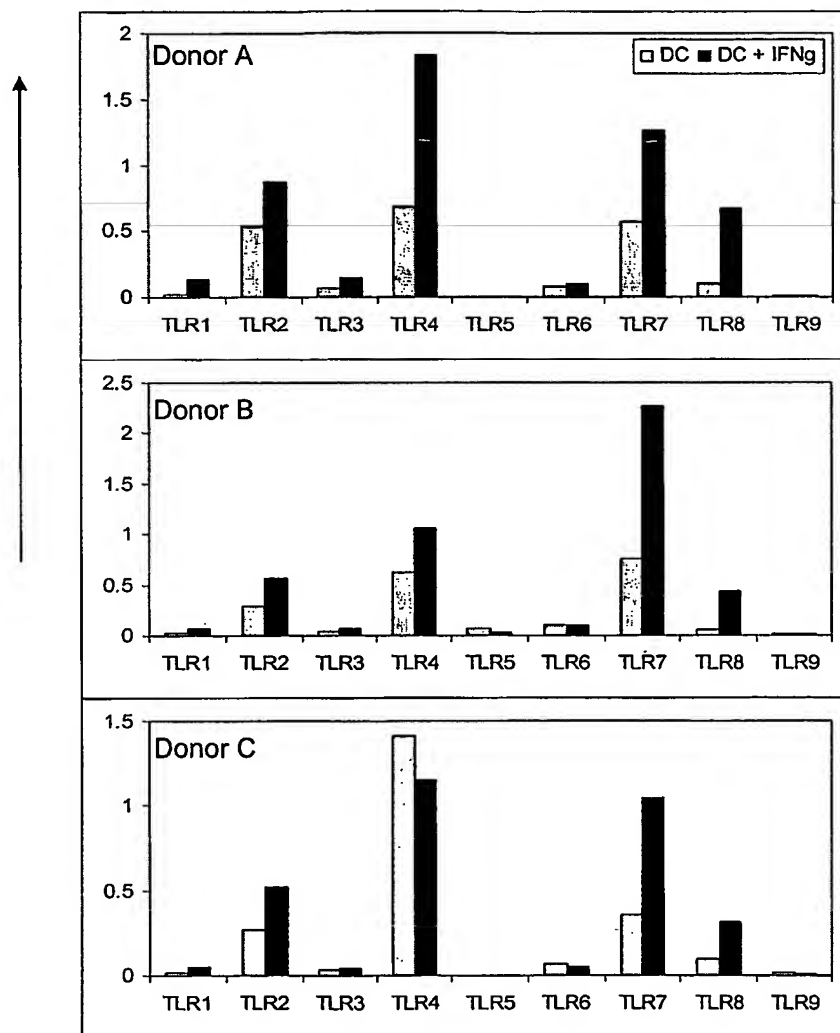 Donor A
DC DC + IFNg
2
1.5
1
0.5
0
TLR1 TLR2 TLR3 TLR4 TLR5 TLR6 TLR7 TLR8 TLR9
Donor B
2.5
2
1.5
1
0.5
0
TLR1 TLR2 TLR3 TLR4 TLR5 TLR6 TLR7 TLR8 TLR9
Donor C
1.5
1
0.5
0
TLR1 TLR2 TLR3 TLR4 TLR5 TLR6 TLR7 TLR8 TLR9